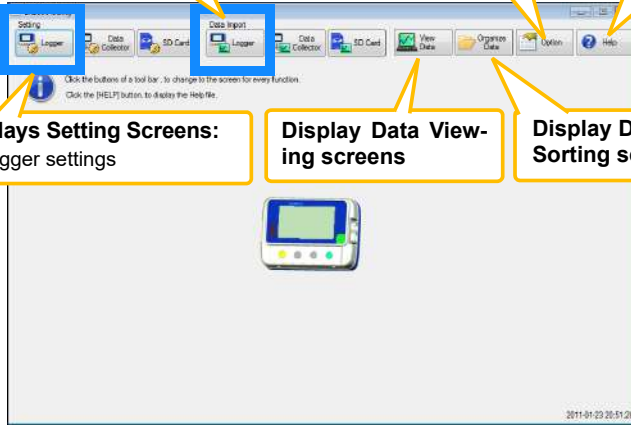 Setting
Data Import
Logger
Data
Collector
SD Card
Logger
Data
Collector
SD Card
View
Data
Organize
Data
Option
Help
Click the buttons of a tool bar, to change to the screen for every function.
Click the [HELP] button, to display the Help file.
lays Setting Screens:
gger settings
Display Data View-
ing screens
Display D
Sorting s
2011-01-23 20:51:2